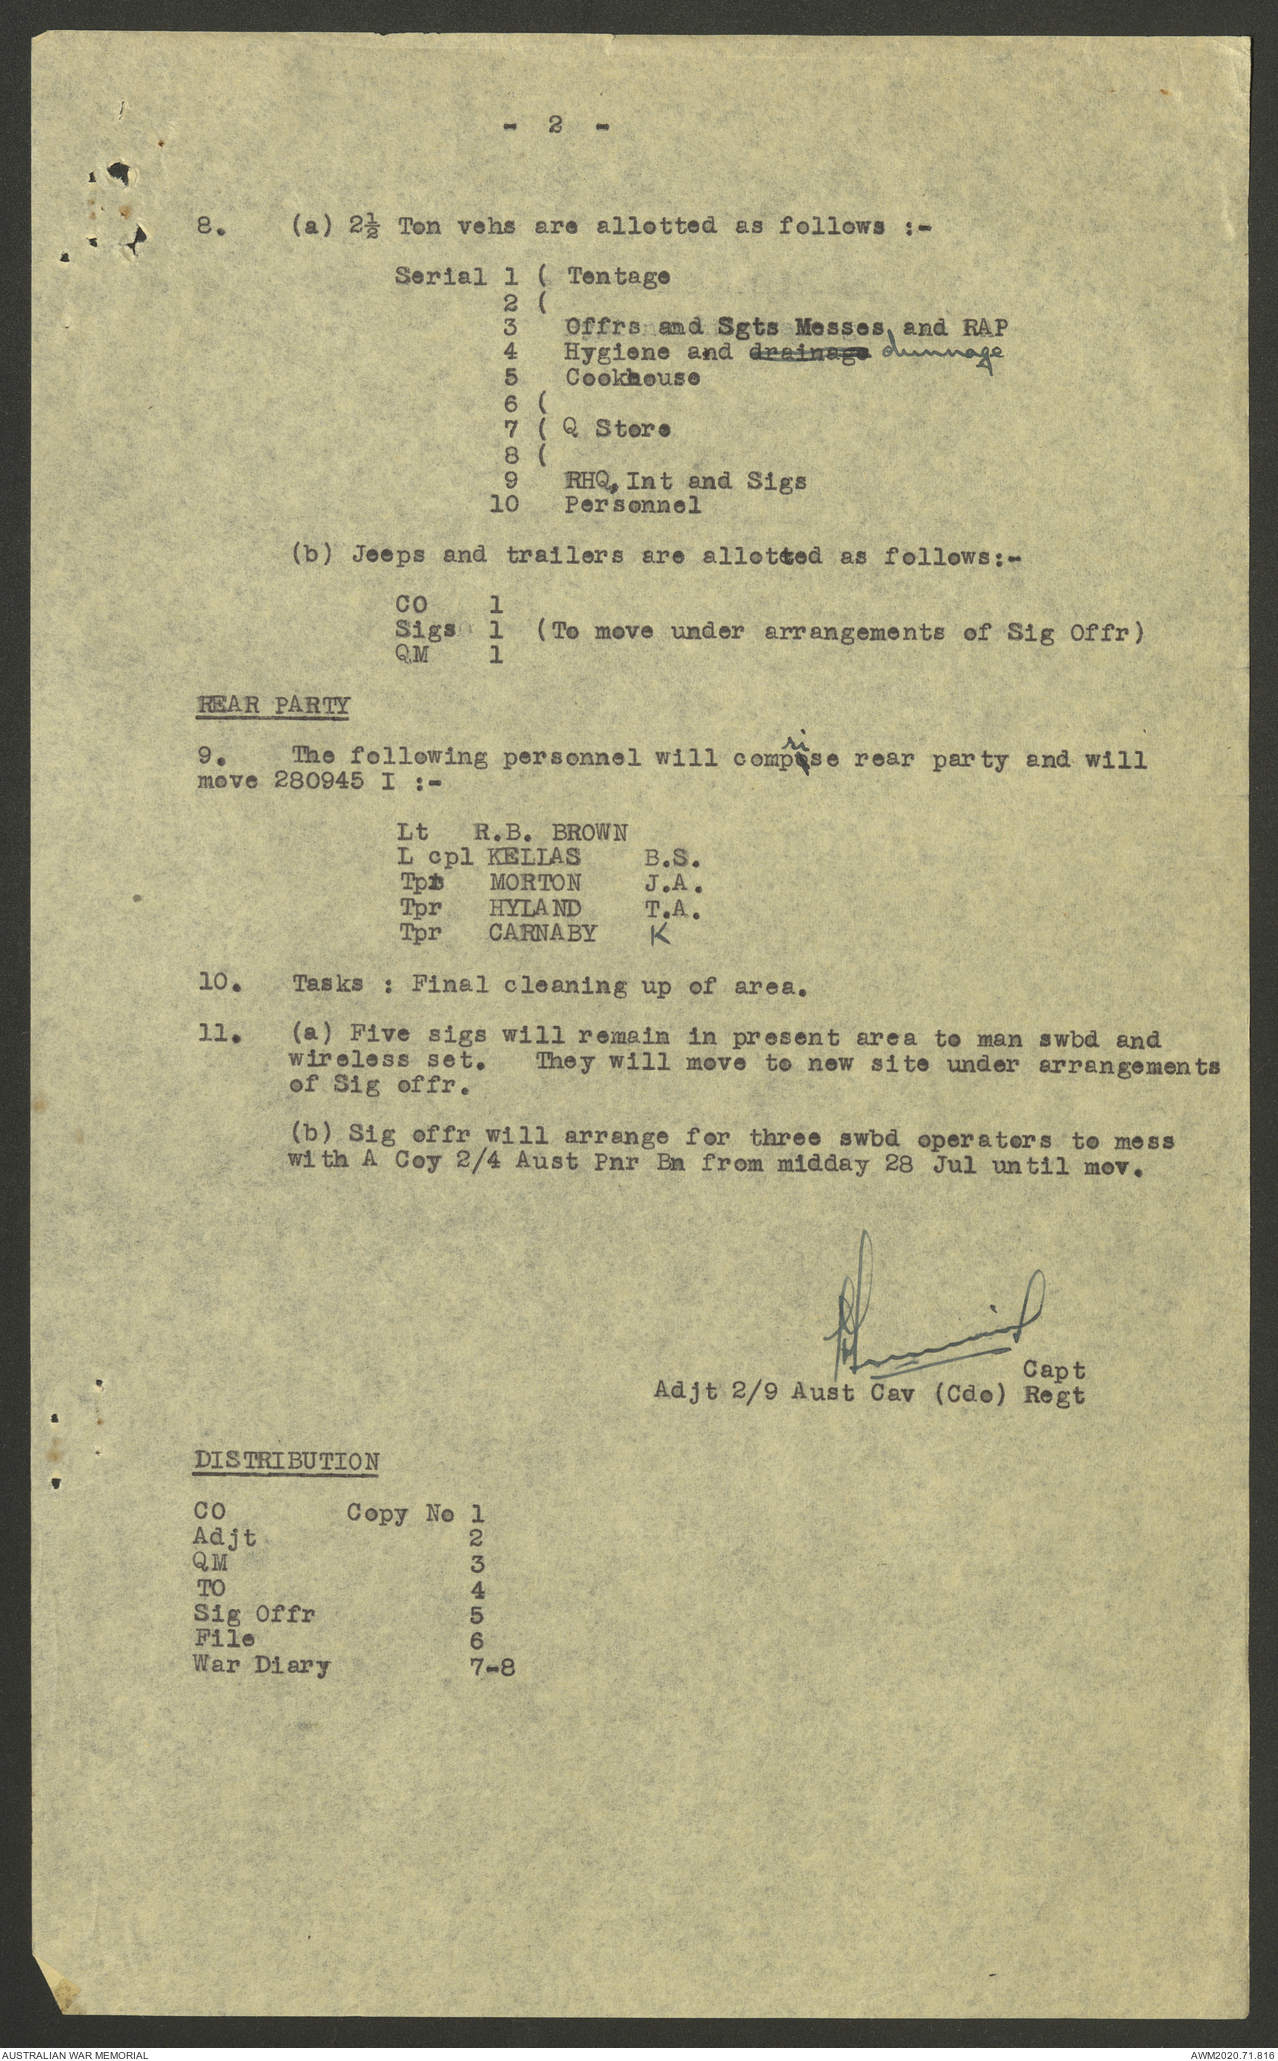 - 2 -
8. (a) 2½ Ton vehs are allotted as follows :-
Serial 1 ( Tentage
2 (
3 Offrs and Sgts Messes, and RAP
4 Hygiene and drainage dunnage
5 Cookhouse
6 (
7 ( Q Store
8 (
9 RHQ, Int and Sigs
10 Personnel
(b) Jeeps and trailers are allotted as follows:-
CO 1
Sigs 1 (To move under arrangements of Sig Offr)
QM 1
REAR PARTY
9. The following personnel will comprise rear party and will
move 280945 I :-
Lt R.B. BROWN
L cpl KELLAS B.S.
Tpr MORTON J.A.
Tpr HYLAND T.A.
Tpr CARNABY K
10. Tasks : Final cleaning up of area.
11. (a) Five sigs will remain in present area to man swbd and
wireless set. They will move to new site under arrangements
of Sig offr.
(b) Sig offr will arrange for three swbd operators to mess
with A Coy 2/4 Aust Pnr Bn from midday 28 Jul until mov.
Capt
Adjt 2/9 Aust Cav (Cdo) Regt
DISTRIBUTION
CO Copy No 1
Adjt 2
QM 3
TO 4
Sig Offr 5
File 6
War Diary 7-8
AUSTRALIAN WAR MEMORIAL
AWM2020.71.816